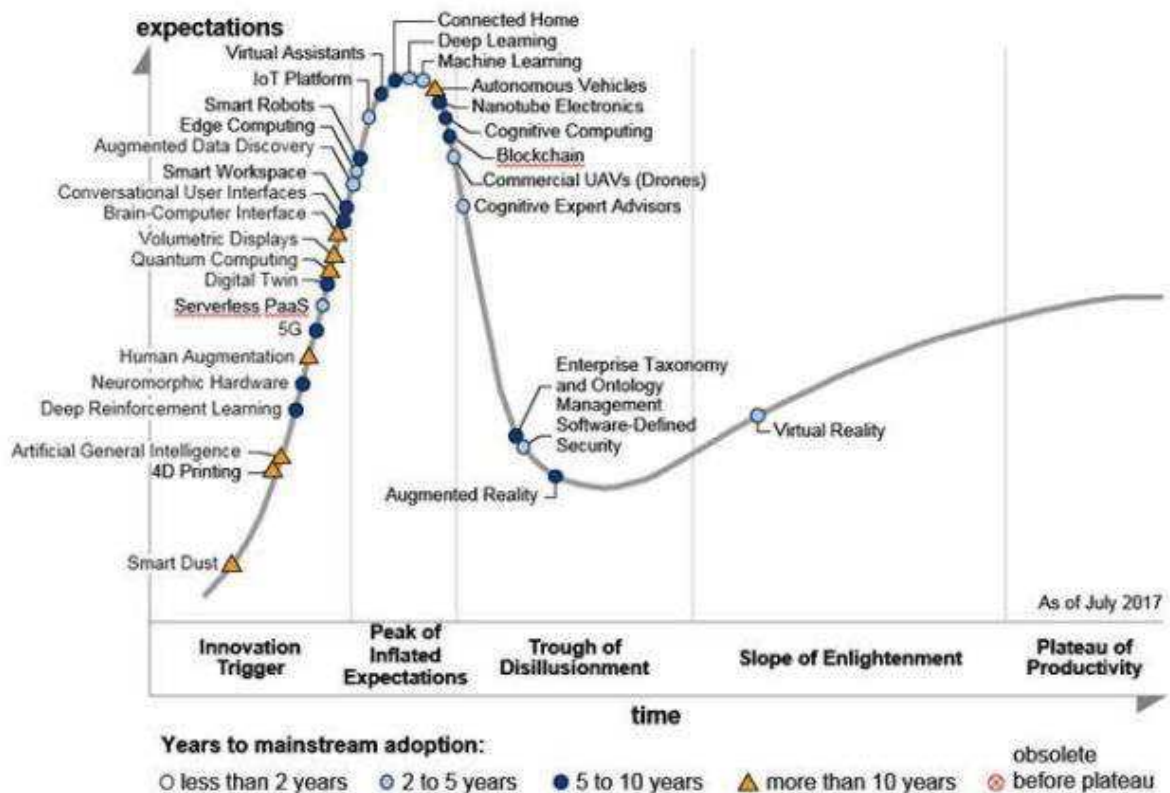 expectations
Connected Home
Deep Learning
Machine Learning
Virtual Assistants
Autonomous Vehicles
IoT Platform
Nanotube Electronics
Smart Robots
Edge Computing
Cognitive Computing
Augmented Data Discovery
Blockchain
Smart Workspace
Commercial UAVs (Drones)
Conversational User Interfaces
Cognitive Expert Advisors
Brain-Computer Interface
Volumetric Displays
Quantum Computing
Digital Twin
Serverless PaaS
5G
Human Augmentation
Neuromorphic Hardware
Deep Reinforcement Learning
Artificial General Intelligence
4D Printing
Smart Dust
Enterprise Taxonomy
and Ontology
Management
Software-Defined
Security
Augmented Reality
Virtual Reality
As of July 2017
Innovation
Trigger
Peak of
Inflated
Expectations
Trough of
Disillusionment
Slope of Enlightenment
Plateau of
Productivity
time
Years to mainstream adoption:
less than 2 years
2 to 5 years
5 to 10 years
more than 10 years
obsolete
before plateau